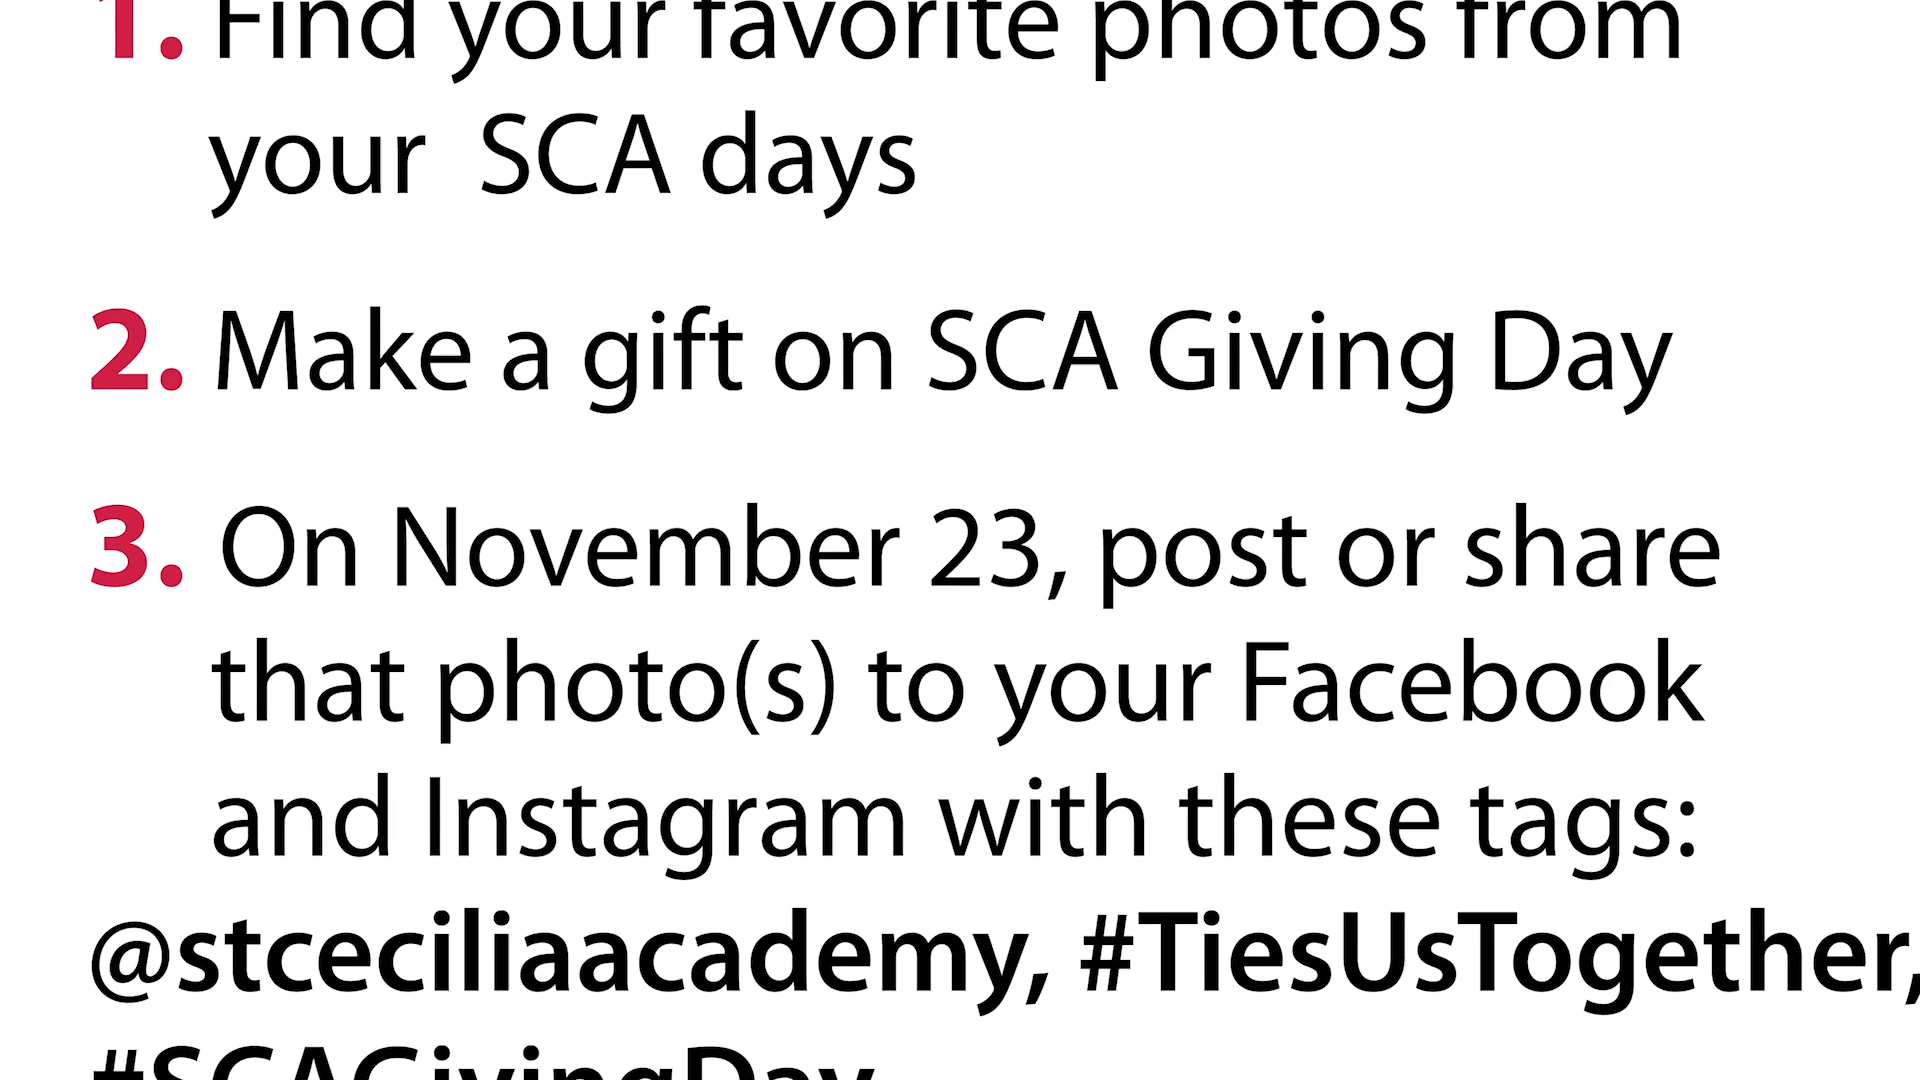 1. Find your favorite photos from
your  SCA days
2. Make a gift on SCA Giving Day
3. On November 23, post or share
that photo(s) to your Facebook
and Instagram with these tags:
@stceciliaacademy, #TiesUsTogether,
#SCAGivingDay